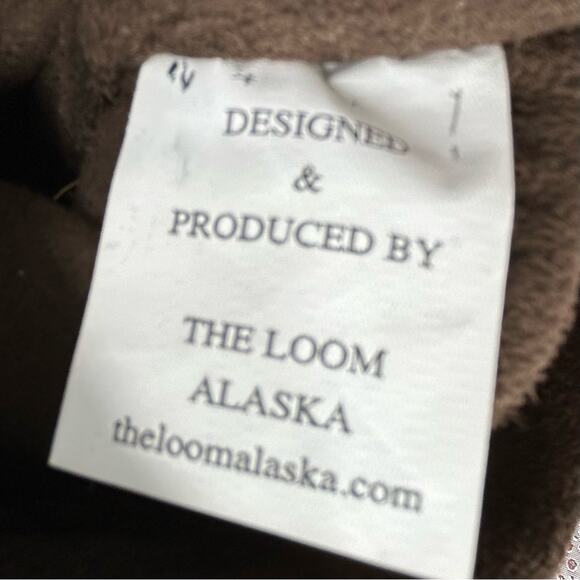 DESIGNED
&
PRODUCED BY
THE LOOM
ALASKA
theloomalaska.com